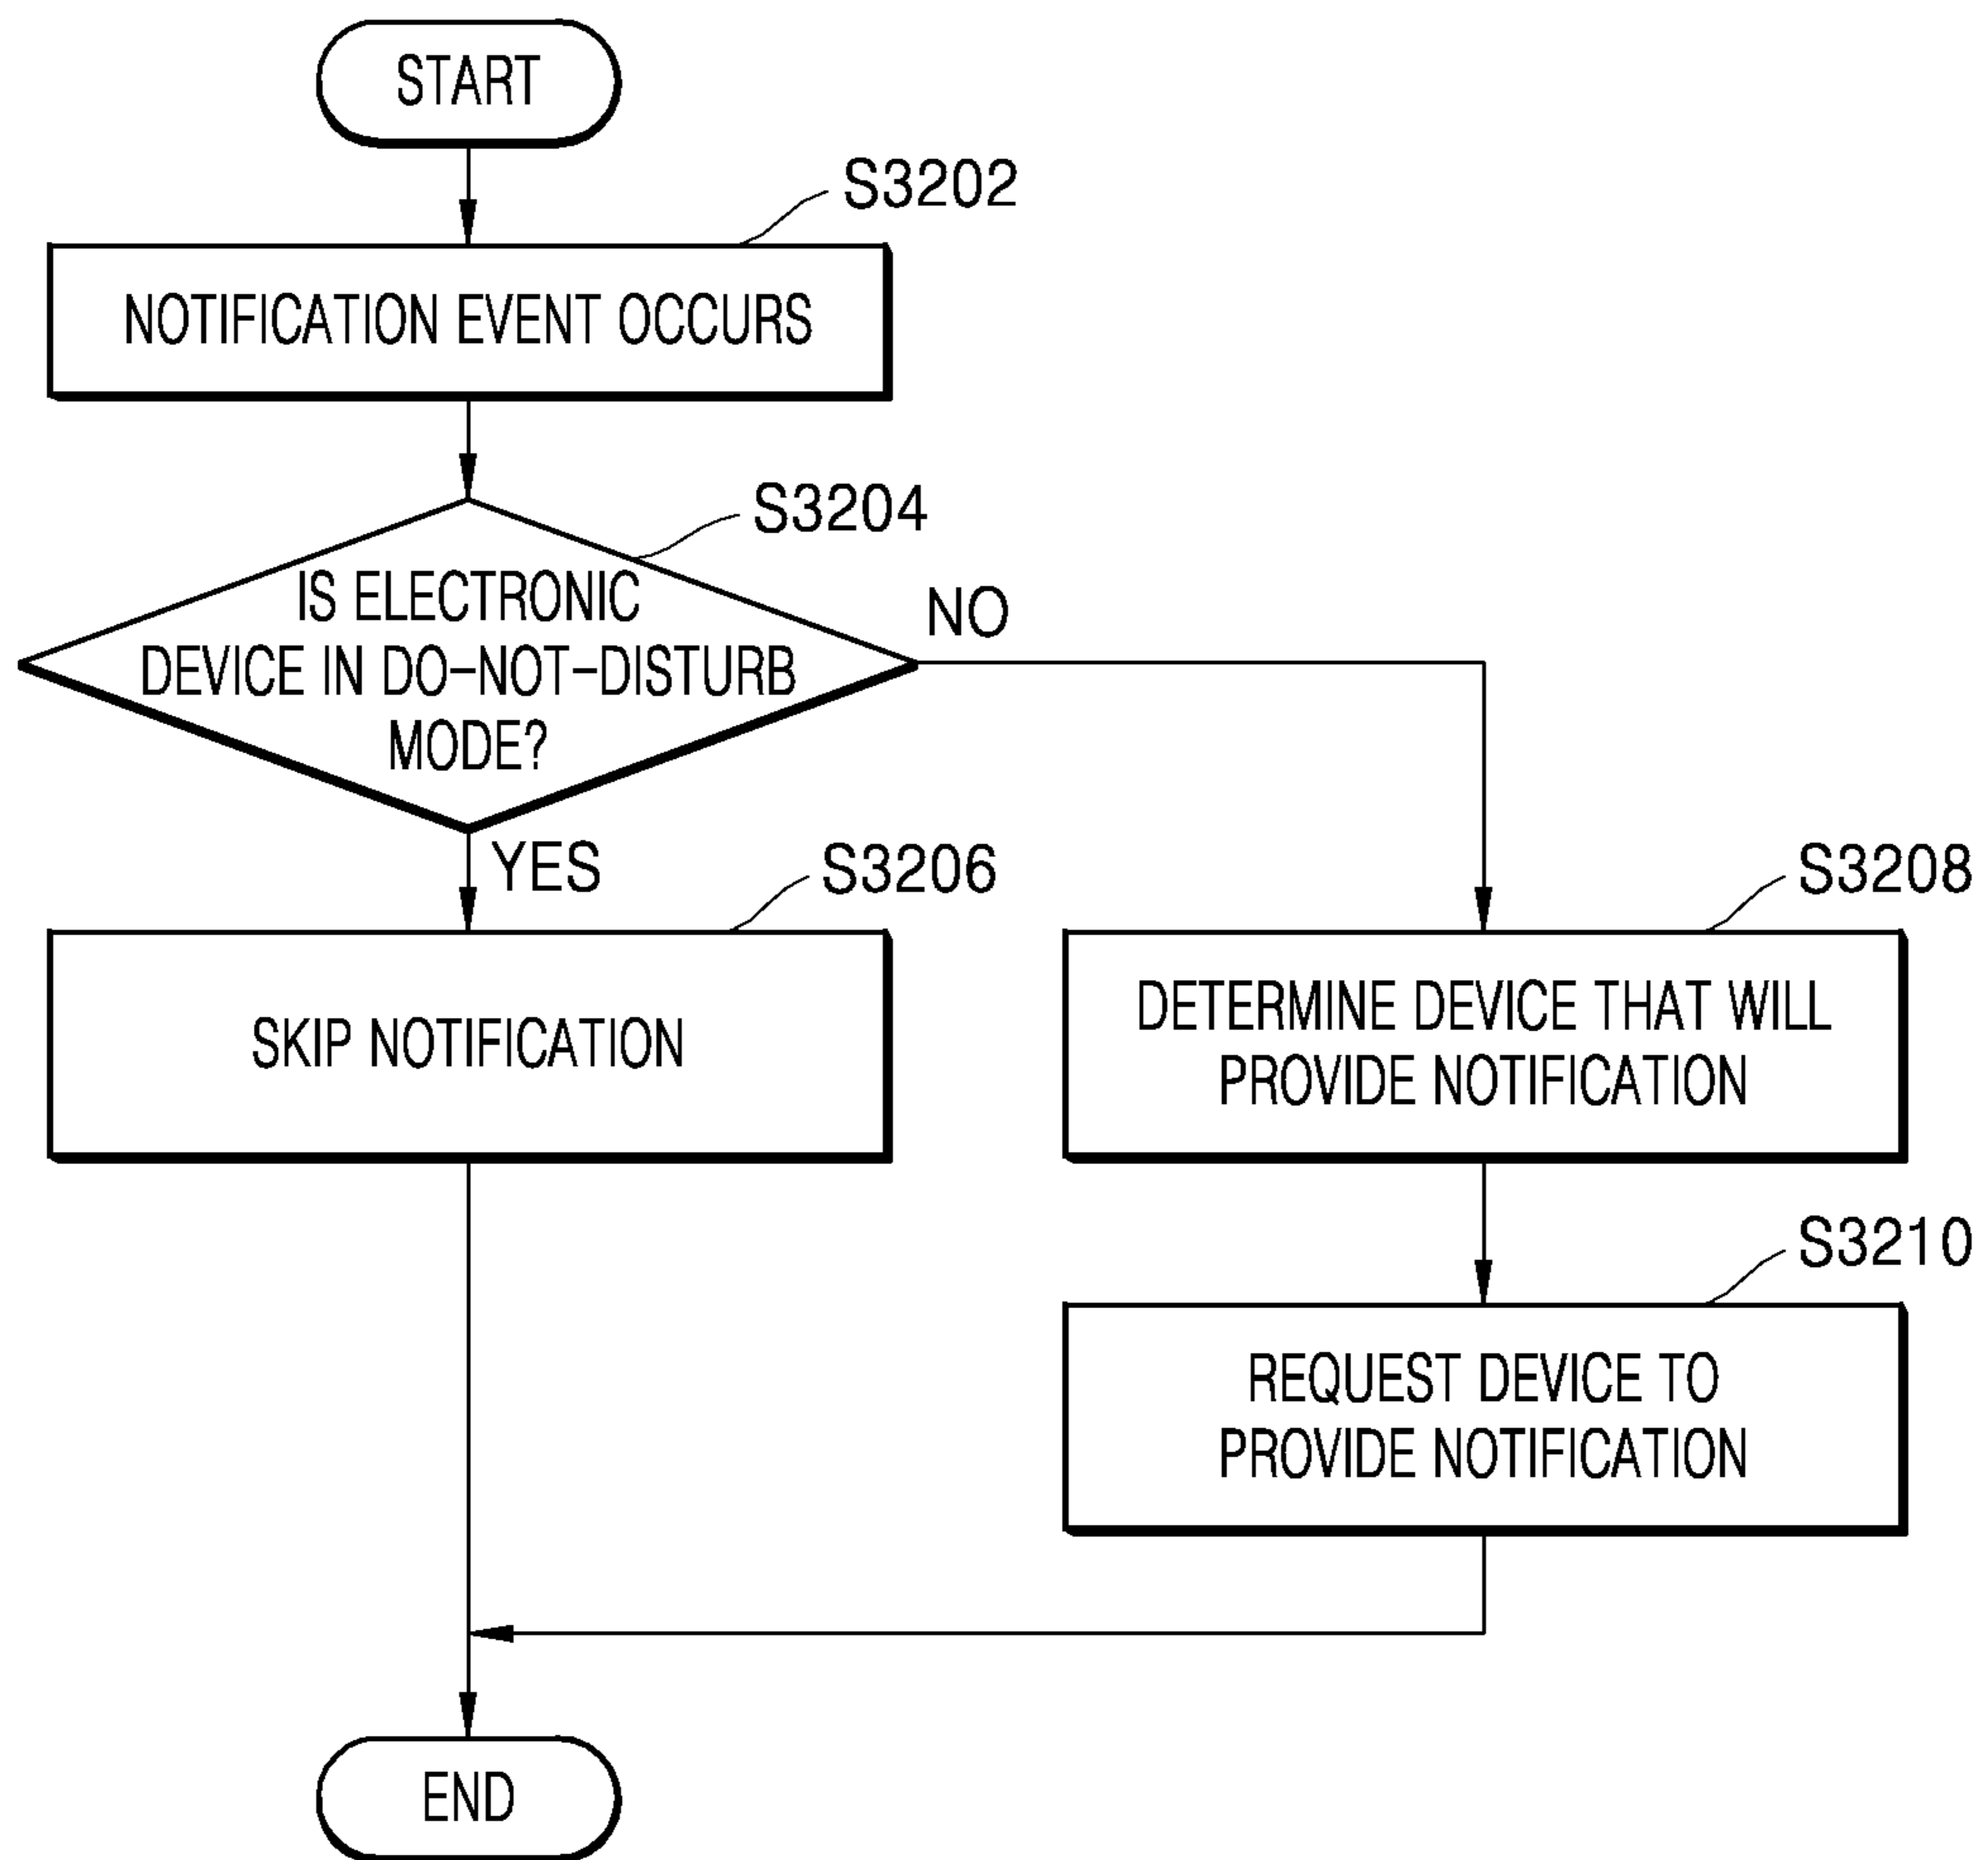 START
S3202
NOTIFICATION EVENT OCCURS
S3204
IS ELECTRONIC
DEVICE IN DO-NOT-DISTURB
MODE?
NO
YES
S3206
SKIP NOTIFICATION
S3208
DETERMINE DEVICE THAT WILL
PROVIDE NOTIFICATION
S3210
REQUEST DEVICE TO
PROVIDE NOTIFICATION
END